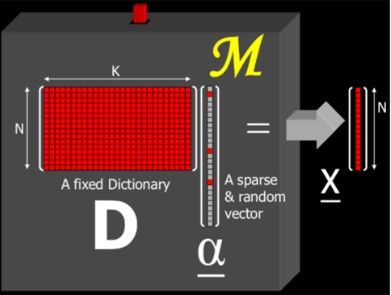 M
K
N
=
N
A fixed Dictionary
A sparse
& random
vector
D
α
X